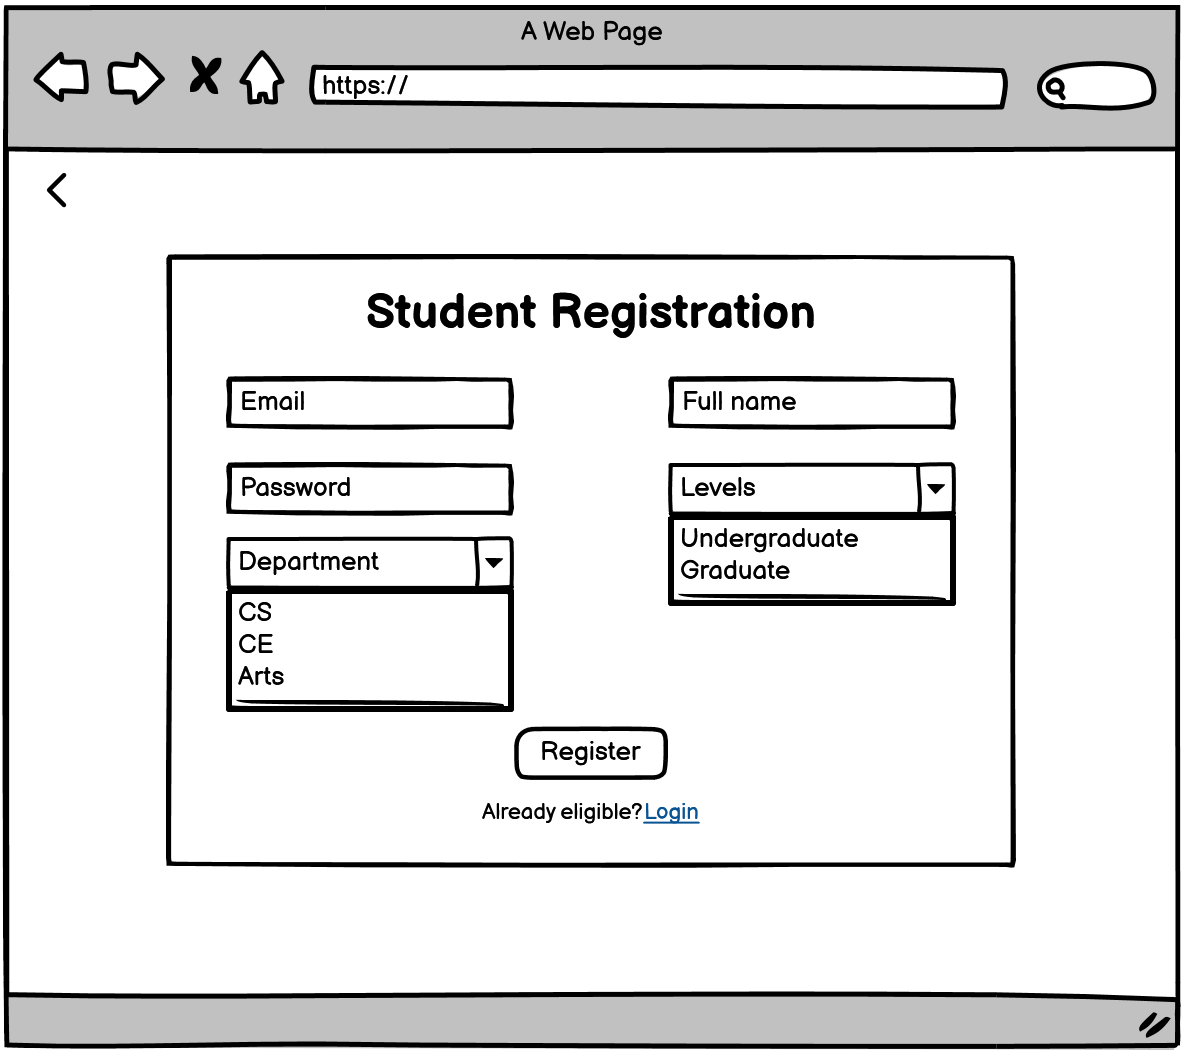 A Web Page
https://
Student Registration
Email
Full name
Password
Levels
Undergraduate
Graduate
Department
CS
CE
Arts
Register
Already eligible? Login